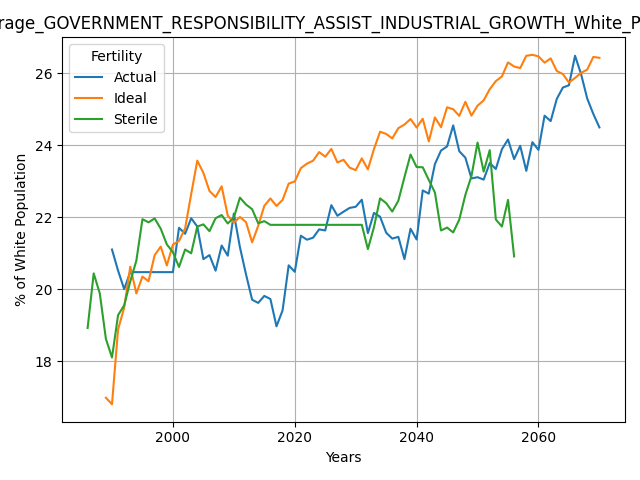 rage_GOVERNMENT_RESPONSIBILITY_ASSIST_INDUSTRIAL_GROWTH_White_P
Fertility
Actual
Ideal
Sterile
% of White Population
26
24
22
20
18
2000
2020
2040
2060
Years